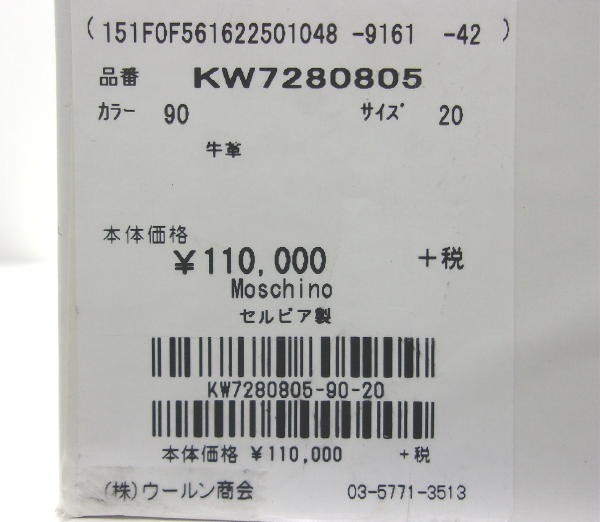 (151F0F561622501048 -9161 -42 )
品番 KW7280805
カラー 90 サイズ 20
牛革
本体価格
¥110,000 +税
Moschino
セルビア製
KW7280805-90-20
本体価格 ¥110,000 +税
(株)ウールン商会 03-5771-3513